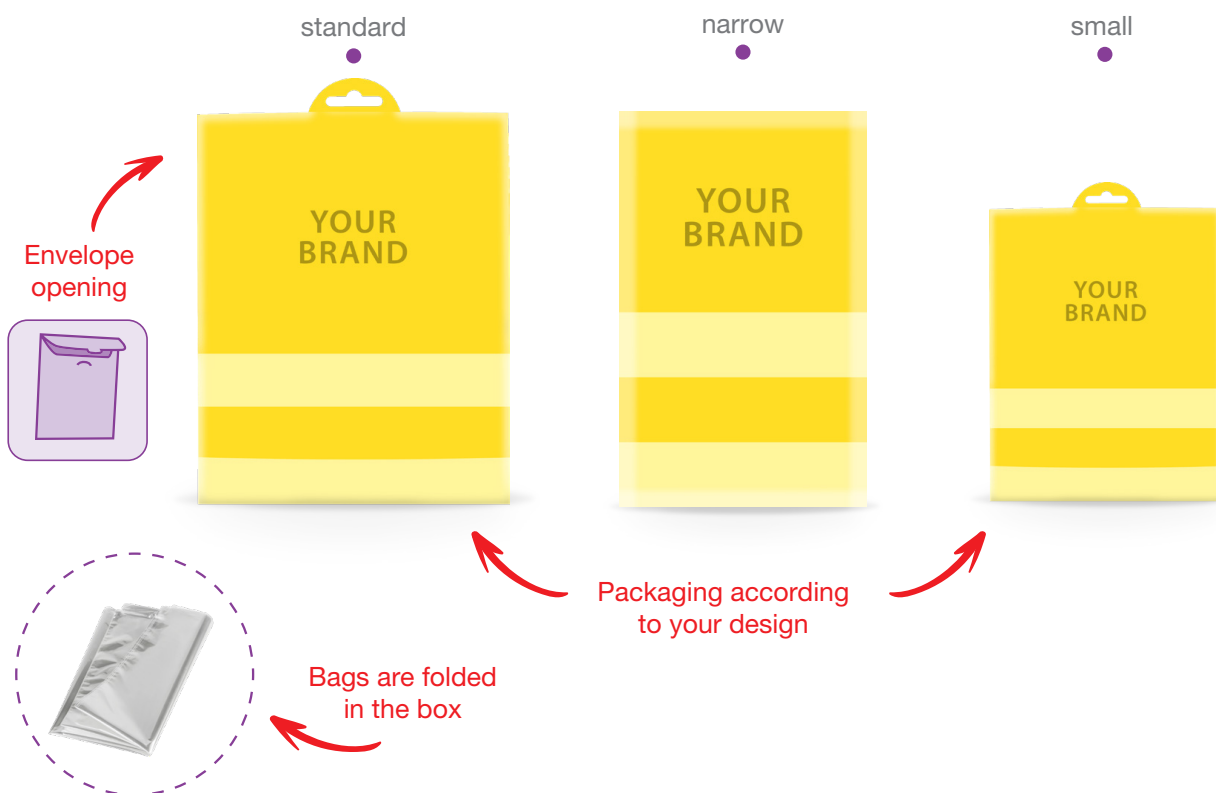 standard
narrow
small
YOUR
BRAND
YOUR
BRAND
YOUR
BRAND
Envelope
opening
Packaging according
to your design
Bags are folded
in the box